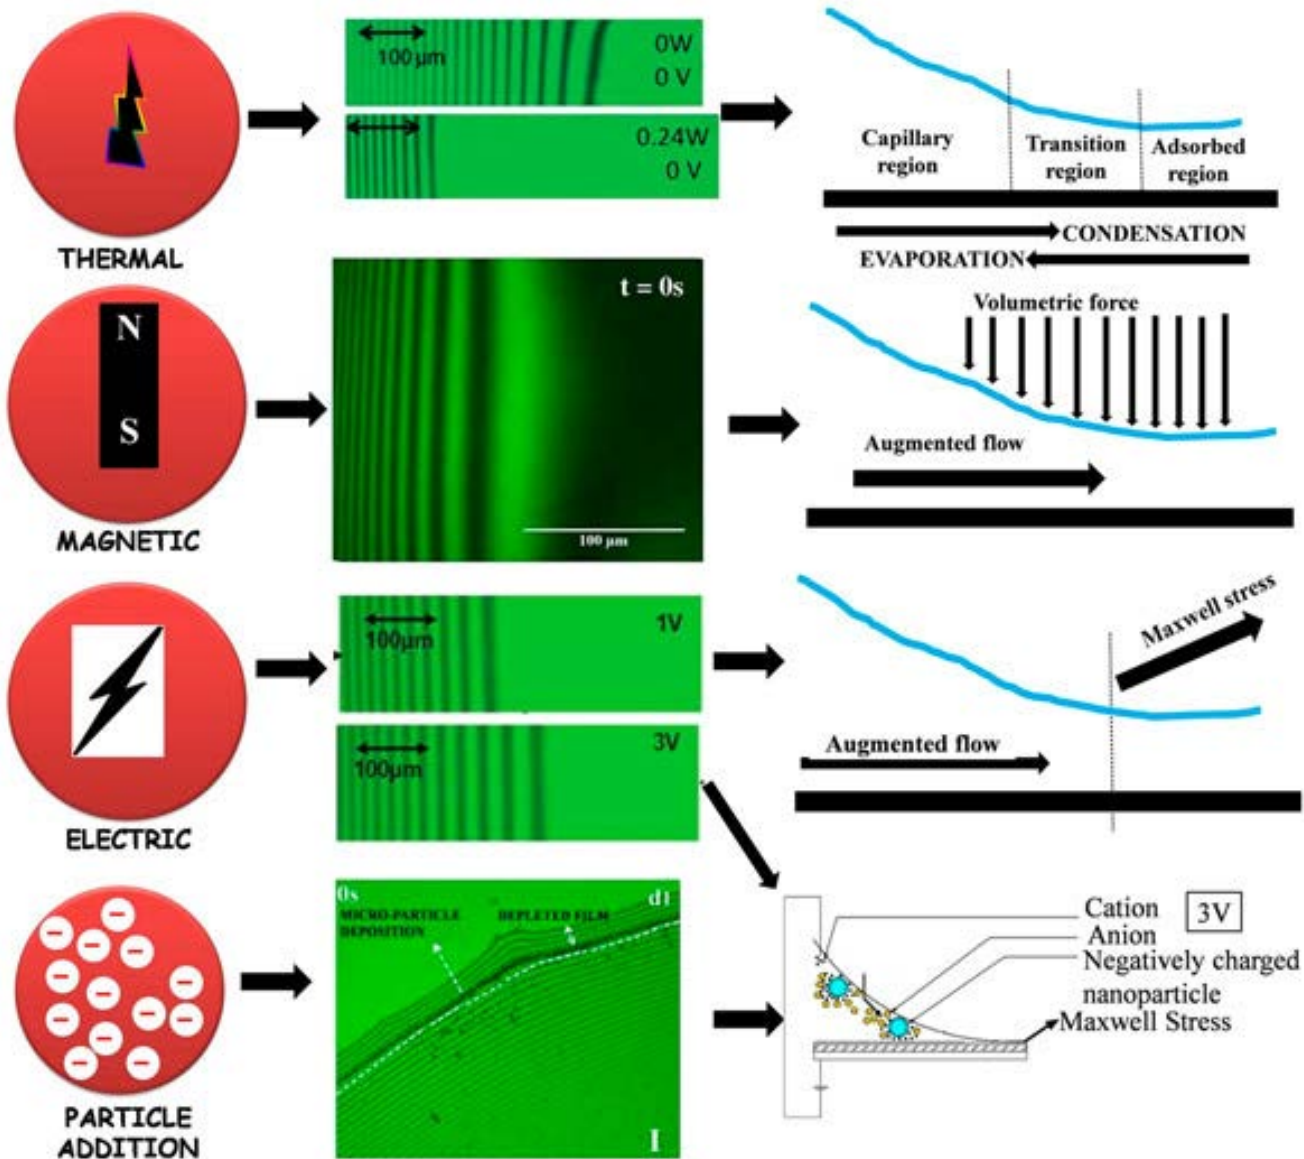 THERMAL
100 µm
0W
0 V
0.24W
0 V
Capillary
region
Transition
region
Adsorbed
region
CONDENSATION
EVAPORATION
N
S
MAGNETIC
t = 0s
100 µm
Volumetric force
Augmented flow
ELECTRIC
100µm
1V
100µm
3V
Maxwell stress
Augmented flow
PARTICLE
ADDITION
0s
MICRO-PARTICLE
DEPOSITION
DEPLETED FILM
I
Cation
3V
Anion
Negatively charged
nanoparticle
Maxwell Stress